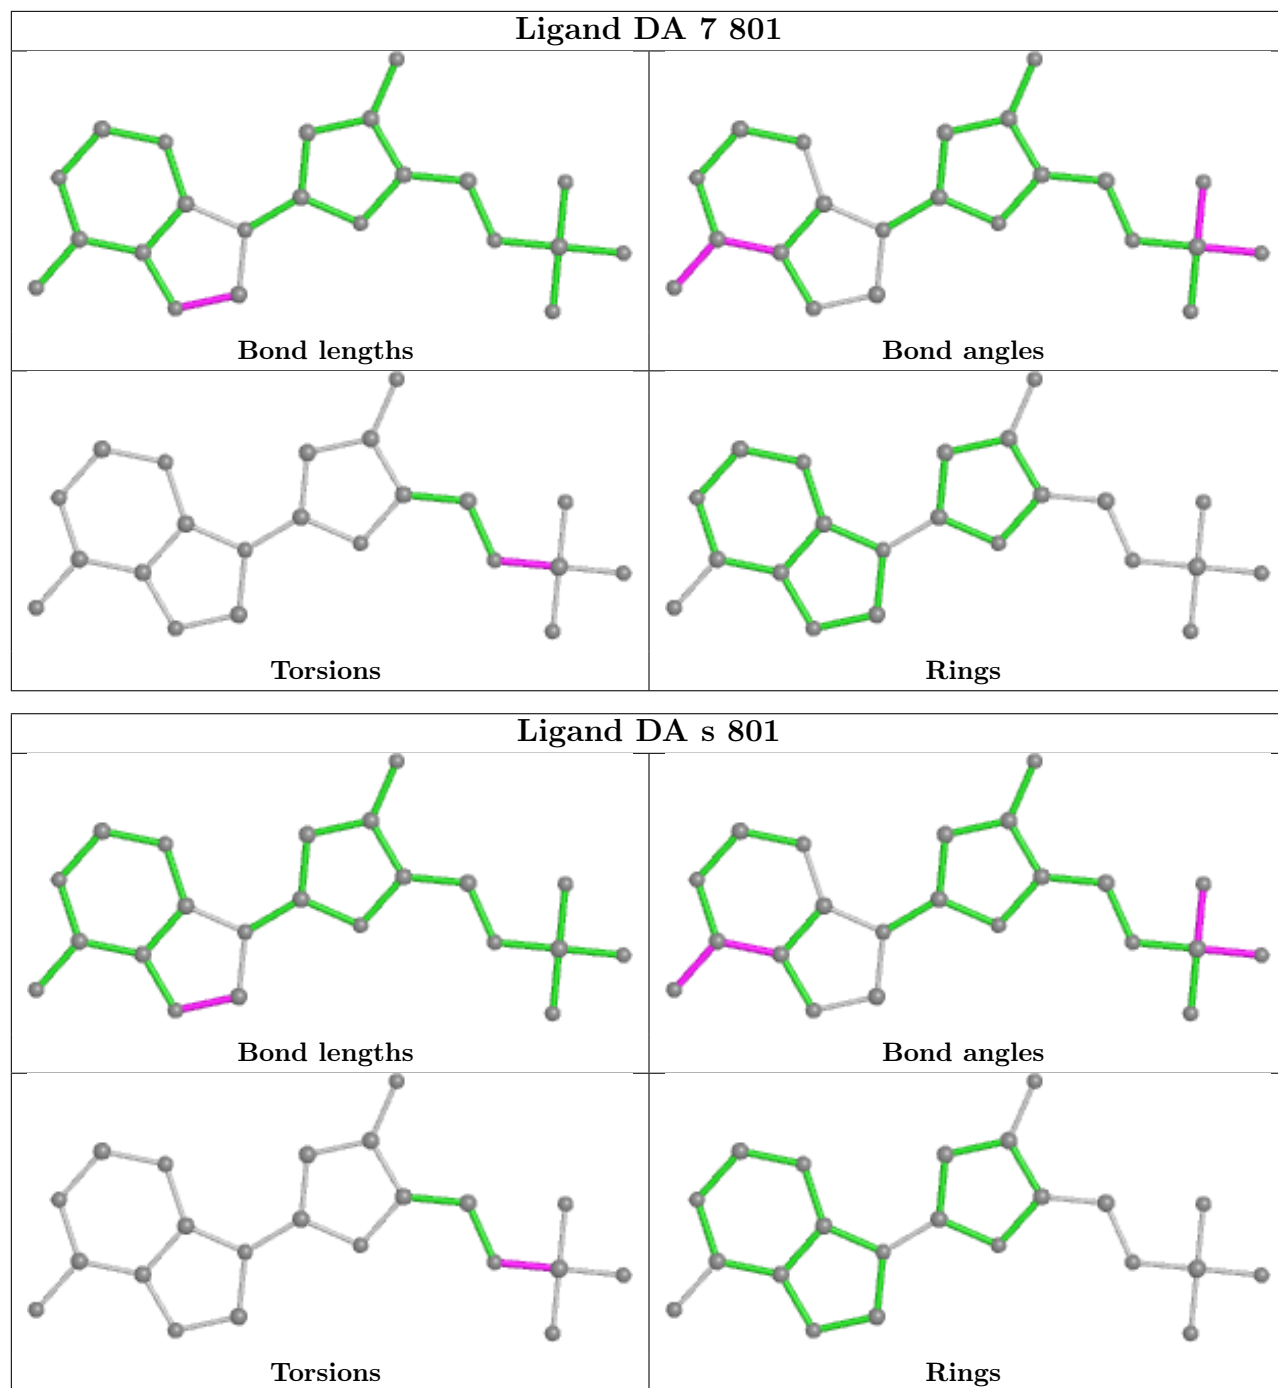 Ligand DA 7 801
Bond lengths
Bond angles
Torsions
Rings
Ligand DA s 801
Bond lengths
Bond angles
Torsions
Rings